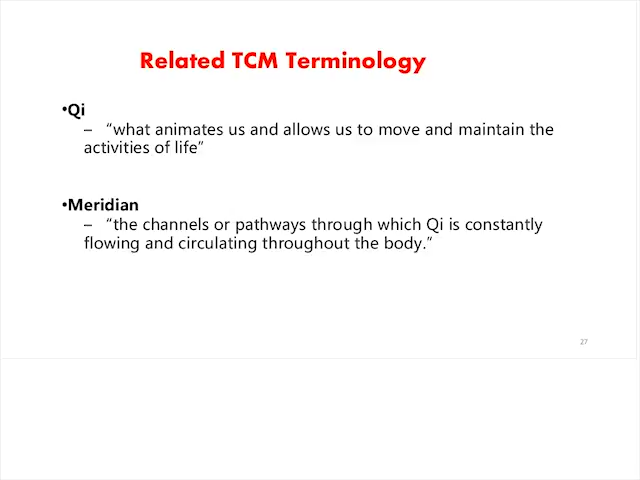 Related TCM Terminology
•Qi
– “what animates us and allows us to move and maintain the
activities of life”
•Meridian
– “the channels or pathways through which Qi is constantly
flowing and circulating throughout the body.”
27